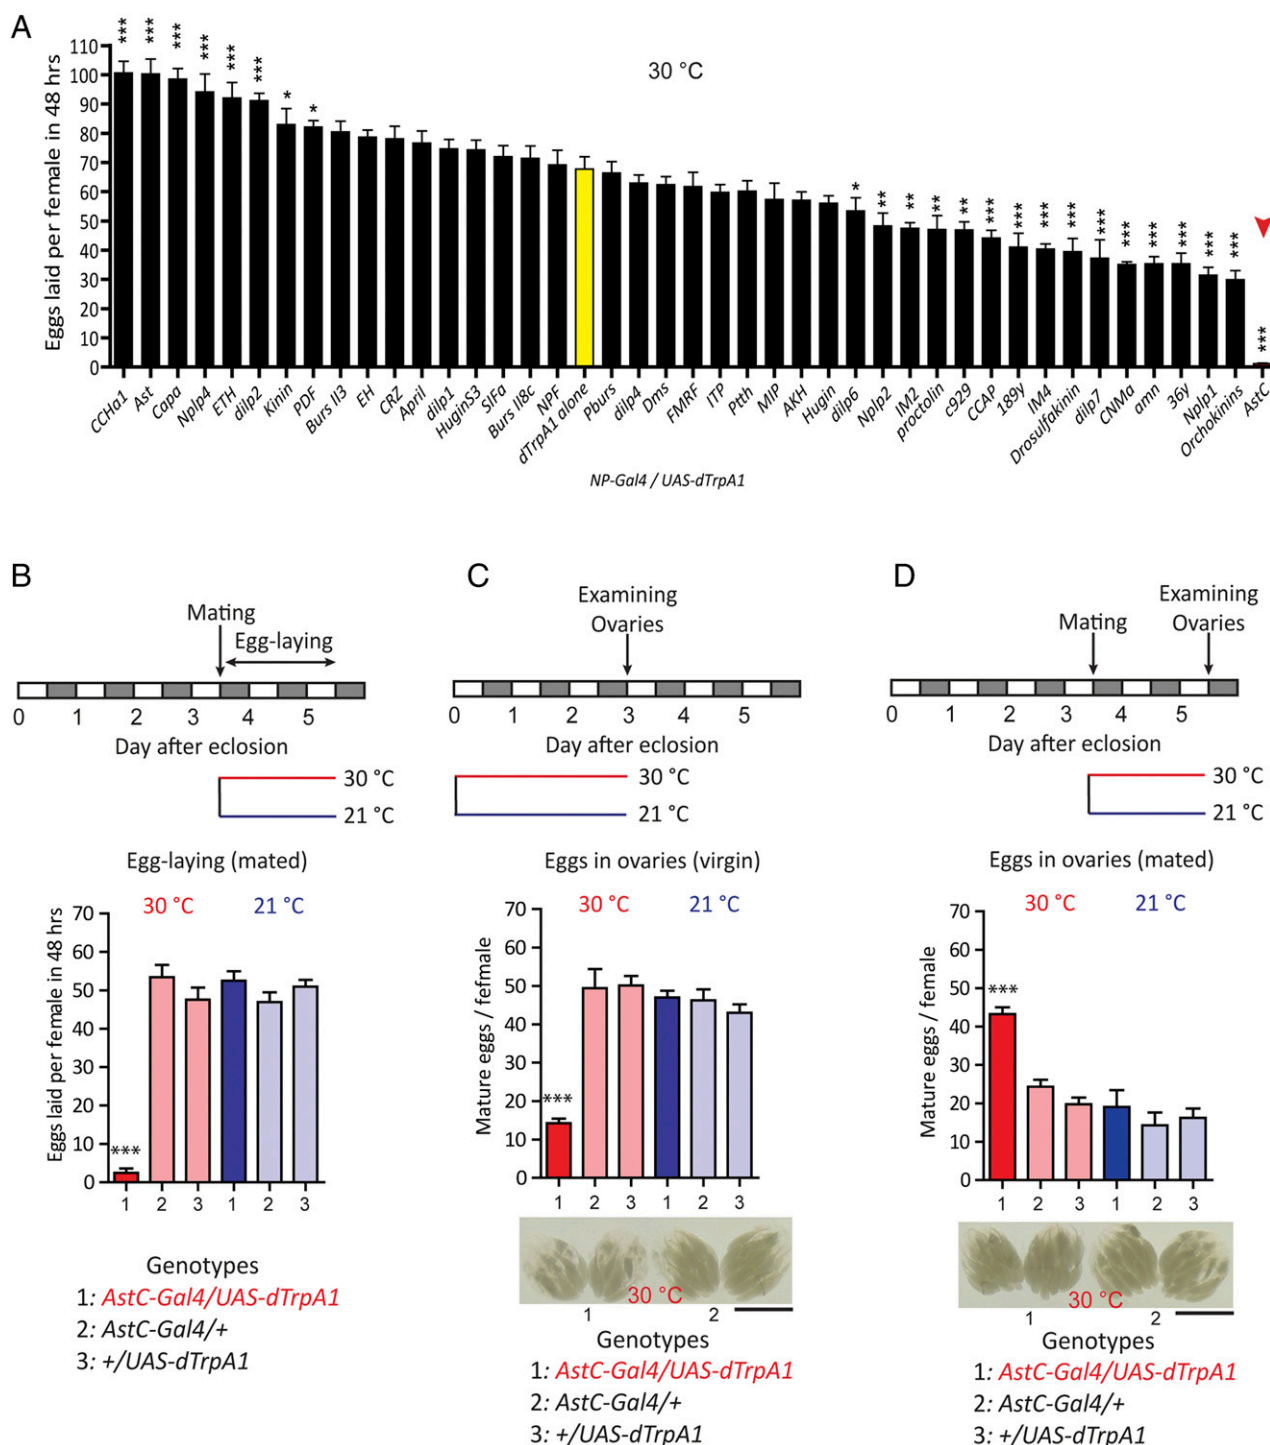 A
Eggs laid per female in 48 hrs
110
100
90
80
70
60
50
40
30
20
10
0
30 °C
***
***
***
***
***
***
*
*
*
**
**
**
**
***
***
***
***
***
***
***
***
***
***
***
CCHa1
Ast
Capa
Nplp4
ETH
dilp2
Kinin
PDF
Burs II3
EH
CRZ
April
dilp1
HuginS3
SIFa
Burs II8c
NPF
dTrpA1 alone
Pburs
dilp4
Dms
FMRF
ITP
Ptth
MIP
AKH
Hugin
dilp6
Nplp2
IM2
proctolin
c929
CCAP
189y
IM4
Drosulfakinin
dilp7
CNMa
amn
36y
Nplp1
Orchokinins
AstC
NP-Gal4 / UAS-dTrpA1
B
Mating
Egg-laying
0 1 2 3 4 5
Day after eclosion
30 °C
21 °C
Egg-laying (mated)
30 °C 21 °C
Eggs laid per female in 48 hrs
70
60
50
40
30
20
10
0
***
1 2 3 1 2 3
Genotypes
1: AstC-Gal4/UAS-dTrpA1
2: AstC-Gal4/+
3: +/UAS-dTrpA1
C
Examining
Ovaries
0 1 2 3 4 5
Day after eclosion
30 °C
21 °C
Eggs in ovaries (virgin)
30 °C 21 °C
Mature eggs / fefmale
70
60
50
40
30
20
10
0
***
1 2 3 1 2 3
30 °C
1 2
Genotypes
1: AstC-Gal4/UAS-dTrpA1
2: AstC-Gal4/+
3: +/UAS-dTrpA1
D
Mating
Examining
Ovaries
0 1 2 3 4 5
Day after eclosion
30 °C
21 °C
Eggs in ovaries (mated)
30 °C 21 °C
Mature eggs / female
70
60
50
40
30
20
10
0
***
1 2 3 1 2 3
30 °C
1 2
Genotypes
1: AstC-Gal4/UAS-dTrpA1
2: AstC-Gal4/+
3: +/UAS-dTrpA1